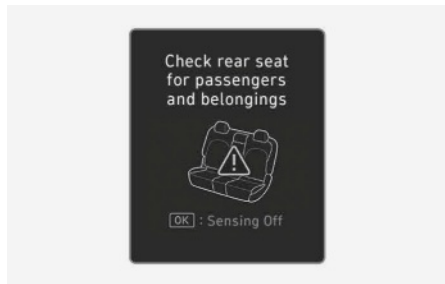 Check rear seat
for passengers
and belongings
OK : Sensing Off